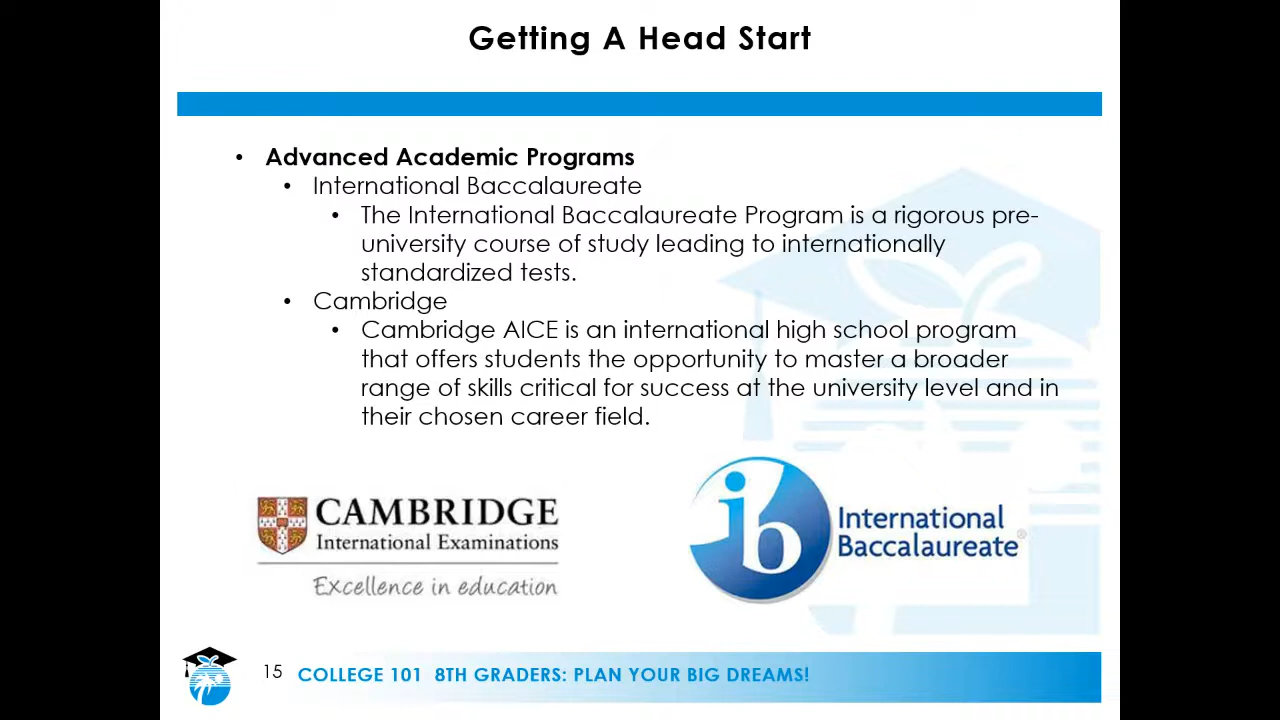 Getting A Head Start
• Advanced Academic Programs
• International Baccalaureate
• The International Baccalaureate Program is a rigorous pre-
university course of study leading to internationally
standardized tests.
• Cambridge
• Cambridge AICE is an international high school program
that offers students the opportunity to master a broader
range of skills critical for success at the university level and in
their chosen career field.
CAMBRIDGE
International Examinations
Excellence in education
ib
International
Baccalaureate®
15 COLLEGE 101 8TH GRADERS: PLAN YOUR BIG DREAMS!